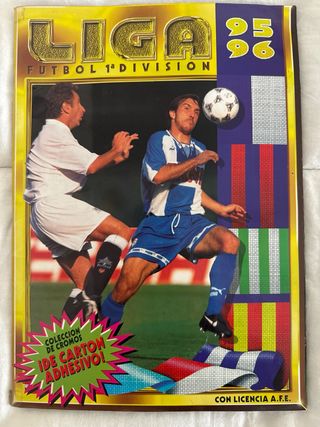 LIGA
FUTBOL 1ª DIVISION
95
96
COLECCION
DE CROMOS
¡DE CARTON
ADHESIVO!
CON LICENCIA A.F.E.